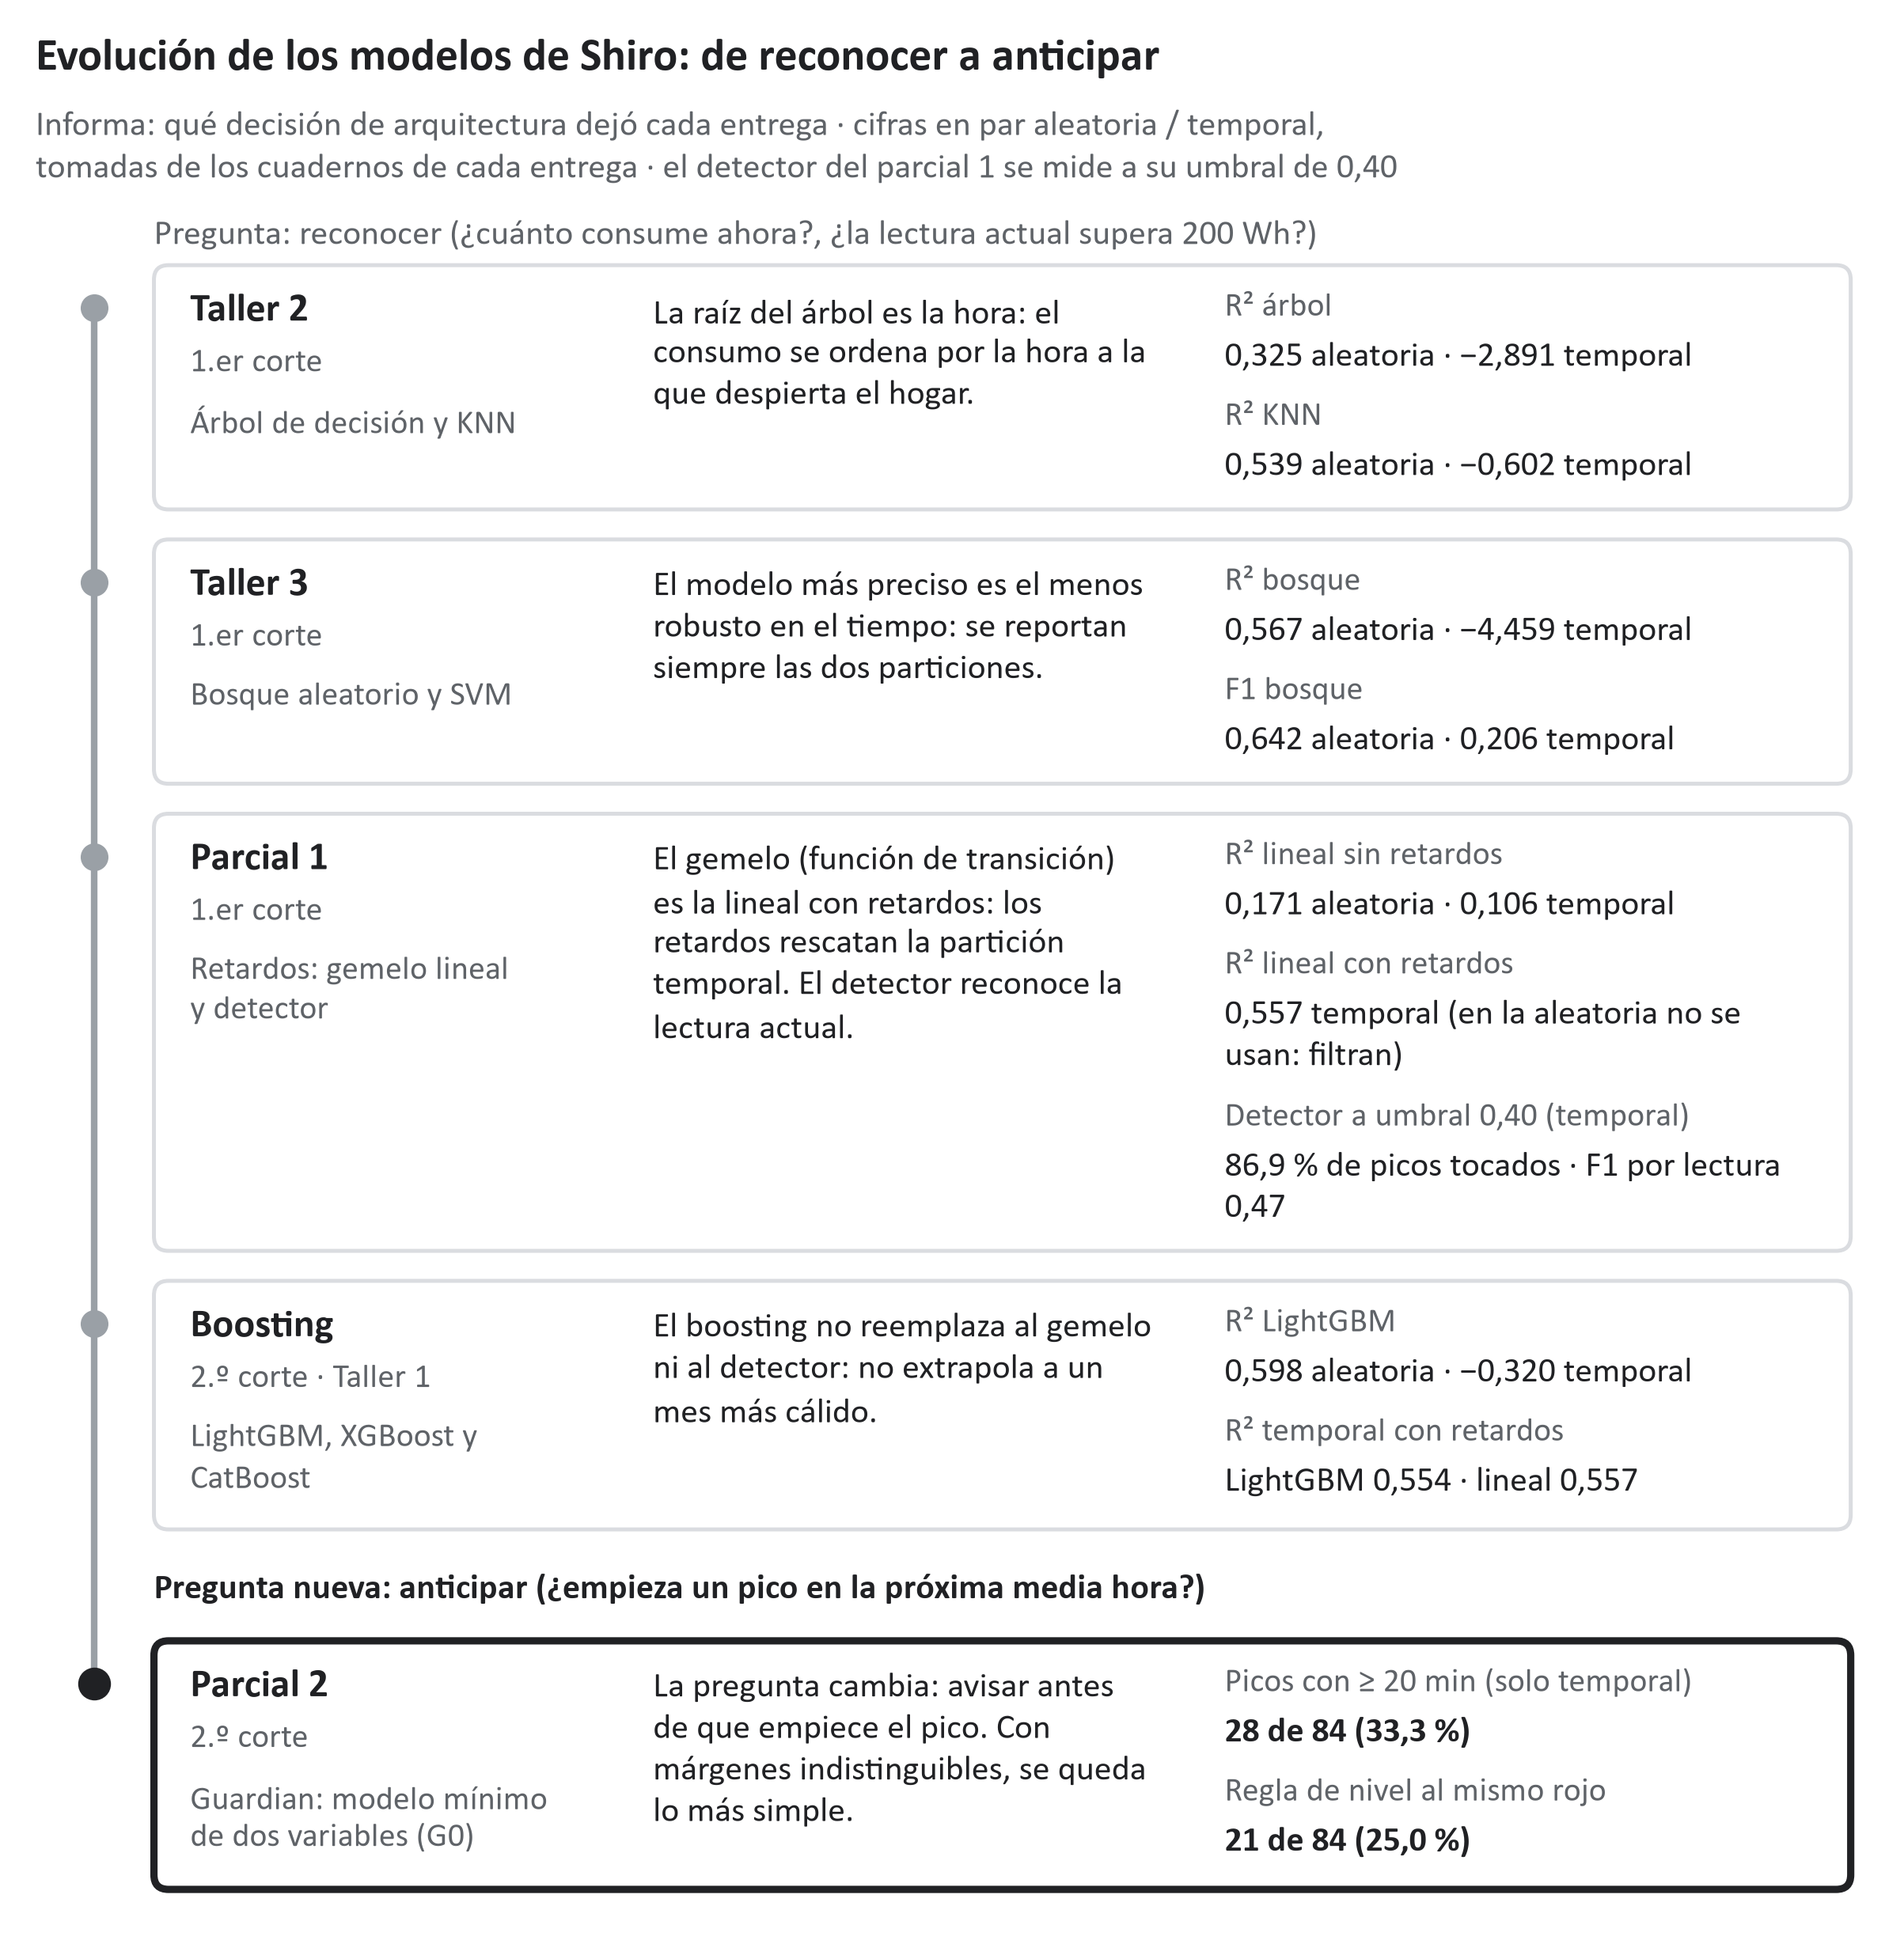 Evolución de los modelos de Shiro: de reconocer a anticipar
Informa: qué decisión de arquitectura dejó cada entrega · cifras en par aleatoria / temporal,
tomadas de los cuadernos de cada entrega · el detector del parcial 1 se mide a su umbral de 0,40
Pregunta: reconocer (¿cuánto consume ahora?, ¿la lectura actual supera 200 Wh?)
Taller 2
1.er corte
Árbol de decisión y KNN
La raíz del árbol es la hora: el
consumo se ordena por la hora a la
que despierta el hogar.
R² árbol
0,325 aleatoria · −2,891 temporal
R² KNN
0,539 aleatoria · −0,602 temporal
Taller 3
1.er corte
Bosque aleatorio y SVM
El modelo más preciso es el menos
robusto en el tiempo: se reportan
siempre las dos particiones.
R² bosque
0,567 aleatoria · −4,459 temporal
F1 bosque
0,642 aleatoria · 0,206 temporal
Parcial 1
1.er corte
Retardos: gemelo lineal
y detector
El gemelo (función de transición)
es la lineal con retardos: los
retardos rescatan la partición
temporal. El detector reconoce la
lectura actual.
R² lineal sin retardos
0,171 aleatoria · 0,106 temporal
R² lineal con retardos
0,557 temporal (en la aleatoria no se
usan: filtran)
Detector a umbral 0,40 (temporal)
86,9 % de picos tocados · F1 por lectura
0,47
Boosting
2.º corte · Taller 1
LightGBM, XGBoost y
CatBoost
El boosting no reemplaza al gemelo
ni al detector: no extrapola a un
mes más cálido.
R² LightGBM
0,598 aleatoria · −0,320 temporal
R² temporal con retardos
LightGBM 0,554 · lineal 0,557
Pregunta nueva: anticipar (¿empieza un pico en la próxima media hora?)
Parcial 2
2.º corte
Guardian: modelo mínimo
de dos variables (G0)
La pregunta cambia: avisar antes
de que empiece el pico. Con
márgenes indistinguibles, se queda
lo más simple.
Picos con ≥ 20 min (solo temporal)
28 de 84 (33,3 %)
Regla de nivel al mismo rojo
21 de 84 (25,0 %)